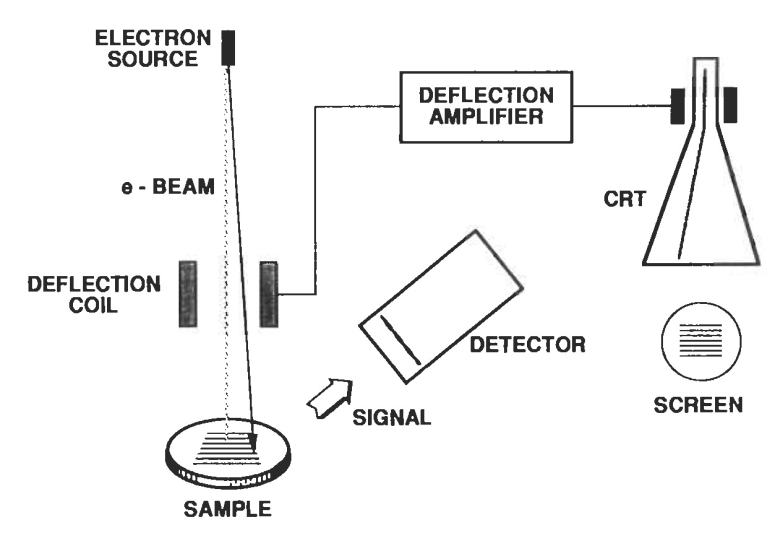 ELECTRON
SOURCE
DEFLECTION
AMPLIFIER
e - BEAM
CRT
DEFLECTION
COIL
DETECTOR
SIGNAL
SCREEN
SAMPLE